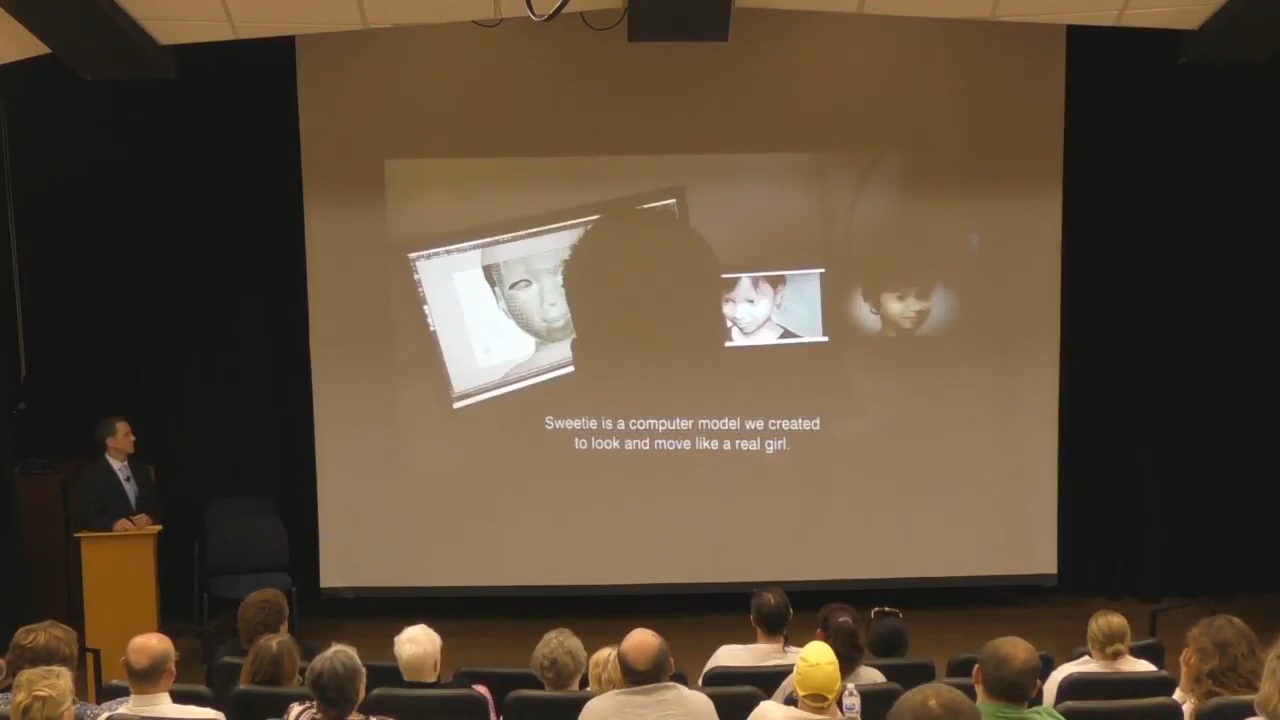 Sweetie is a computer model we created
to look and move like a real girl.